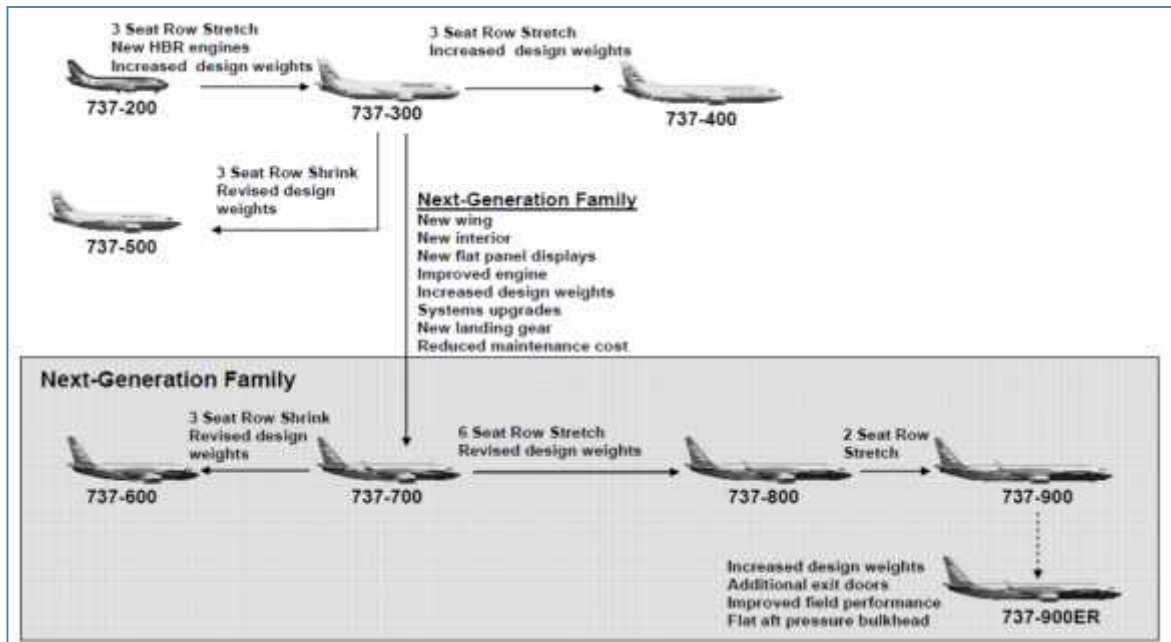 3 Seat Row Stretch
New HBR engines
Increased design weights
3 Seat Row Stretch
Increased design weights
737-200
737-300
737-400
3 Seat Row Shrink
Revised design
weights
737-500
Next-Generation Family
New wing
New interior
New flat panel displays
Improved engine
Increased design weights
Systems upgrades
New landing gear
Reduced maintenance cost
Next-Generation Family
3 Seat Row Shrink
Revised design
weights
6 Seat Row Stretch
Revised design weights
2 Seat Row
Stretch
737-600
737-700
737-800
737-900
Increased design weights
Additional exit doors
Improved field performance
Flat aft pressure bulkhead
737-900ER